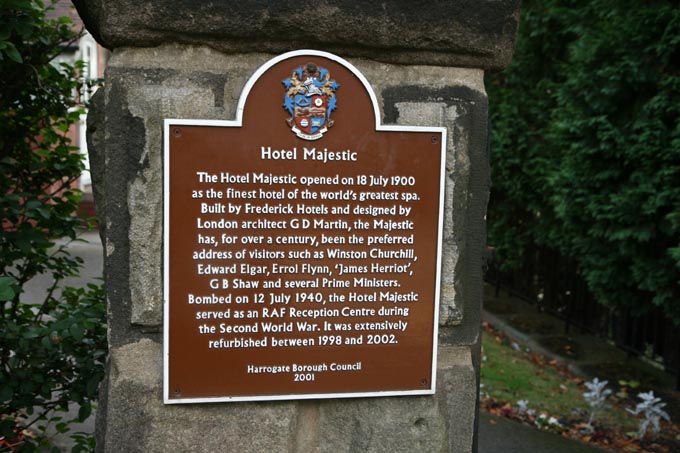 Hotel Majestic
The Hotel Majestic opened on 18 July 1900
as the finest hotel of the world's greatest spa.
Built by Frederick Hotels and designed by
London architect G D Martin, the Majestic
has, for over a century, been the preferred
address of visitors such as Winston Churchill,
Edward Elgar, Errol Flynn, 'James Herriot',
G B Shaw and several Prime Ministers.
Bombed on 12 July 1940, the Hotel Majestic
served as an RAF Reception Centre during
the Second World War. It was extensively
refurbished between 1998 and 2002.
Harrogate Borough Council
2001